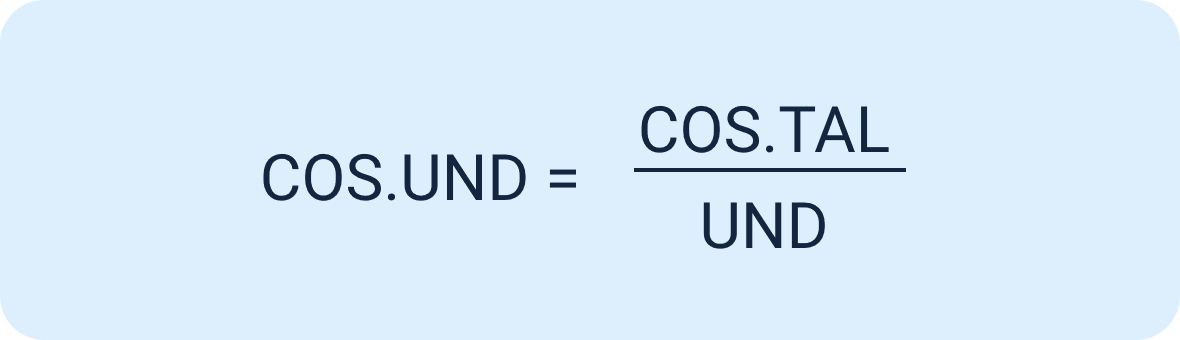 COS.TAL
COS.UND =
UND